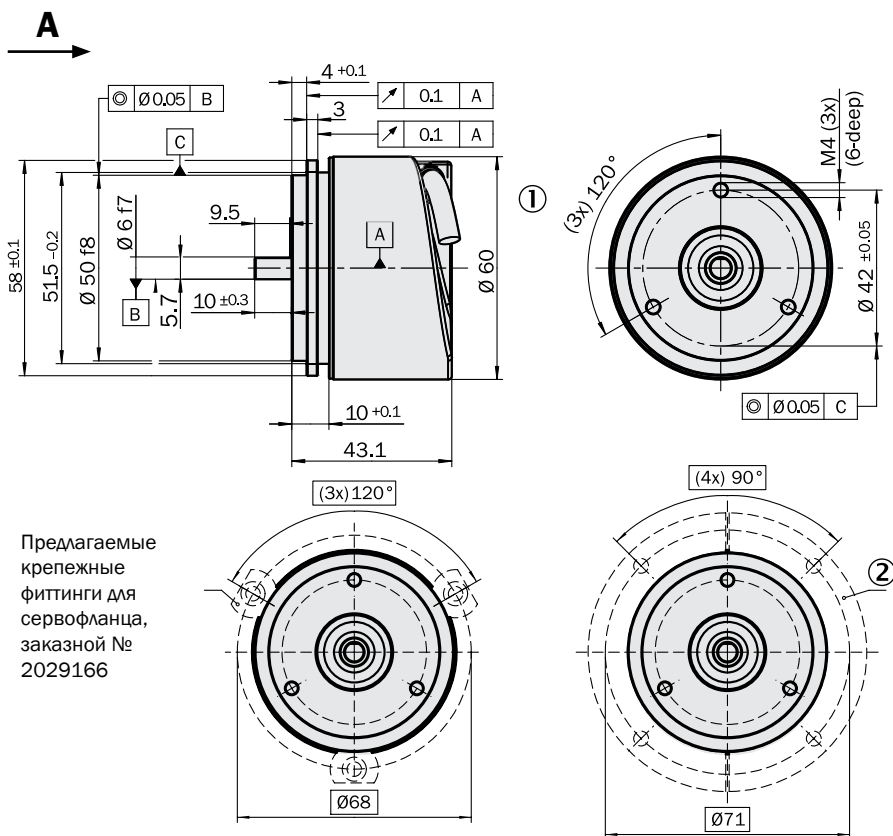 A
4 +0.1
Ø 0.05 B
0.1 A
3
0.1 A
C
M4 (3x)
(6-deep)
(3x) 120°
①
9.5
Ø 6 f7
A
58 ±0.1
51.5 -0.2
Ø 50 f8
Ø 60
Ø 42 ±0.05
B
5.7
10 ±0.3
Ø 0.05 C
10 +0.1
43.1
(3x) 120°
(4x) 90°
Предлагаемые
крепежные
фиттинги для
сервофланца,
заказной №
2029166
②
Ø68
Ø71